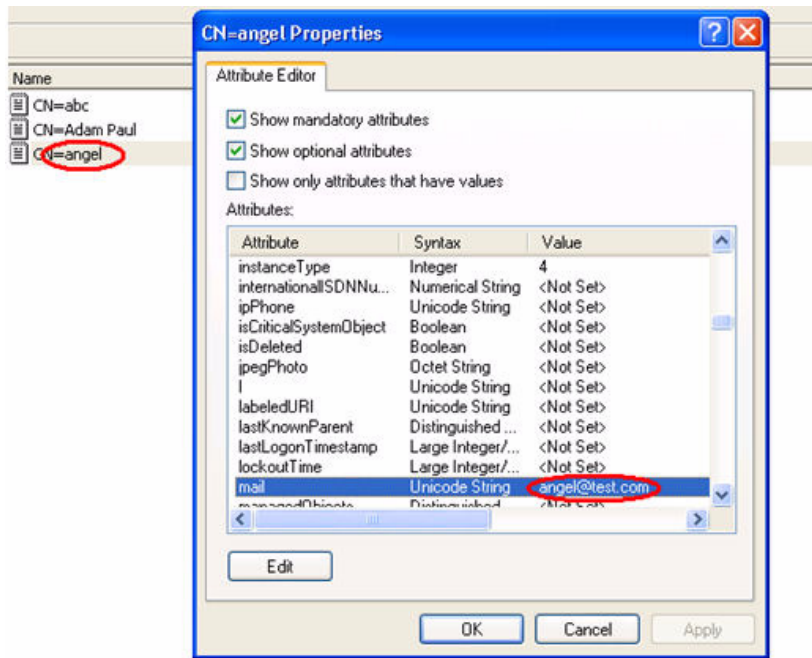 CN=angel Properties
Name
CN=abc
CN=Adam Paul
CN=angel
Attribute Editor
Show mandatory attributes
Show optional attributes
Show only attributes that have values
Attributes:
Attribute Syntax Value
instanceType Integer 4
internationalISDNNu... Numerical String <Not Set>
ipPhone Unicode String <Not Set>
isCriticalSystemObject Boolean <Not Set>
isDeleted Boolean <Not Set>
jpegPhoto Octet String <Not Set>
l Unicode String <Not Set>
labeledURI Unicode String <Not Set>
lastKnownParent Distinguished ... <Not Set>
lastLogonTimestamp Large Integer/... <Not Set>
lockoutTime Large Integer/... <Not Set>
mail Unicode String angel@test.com
managedObjects Distinguished <Not Set>
Edit
OK Cancel Apply